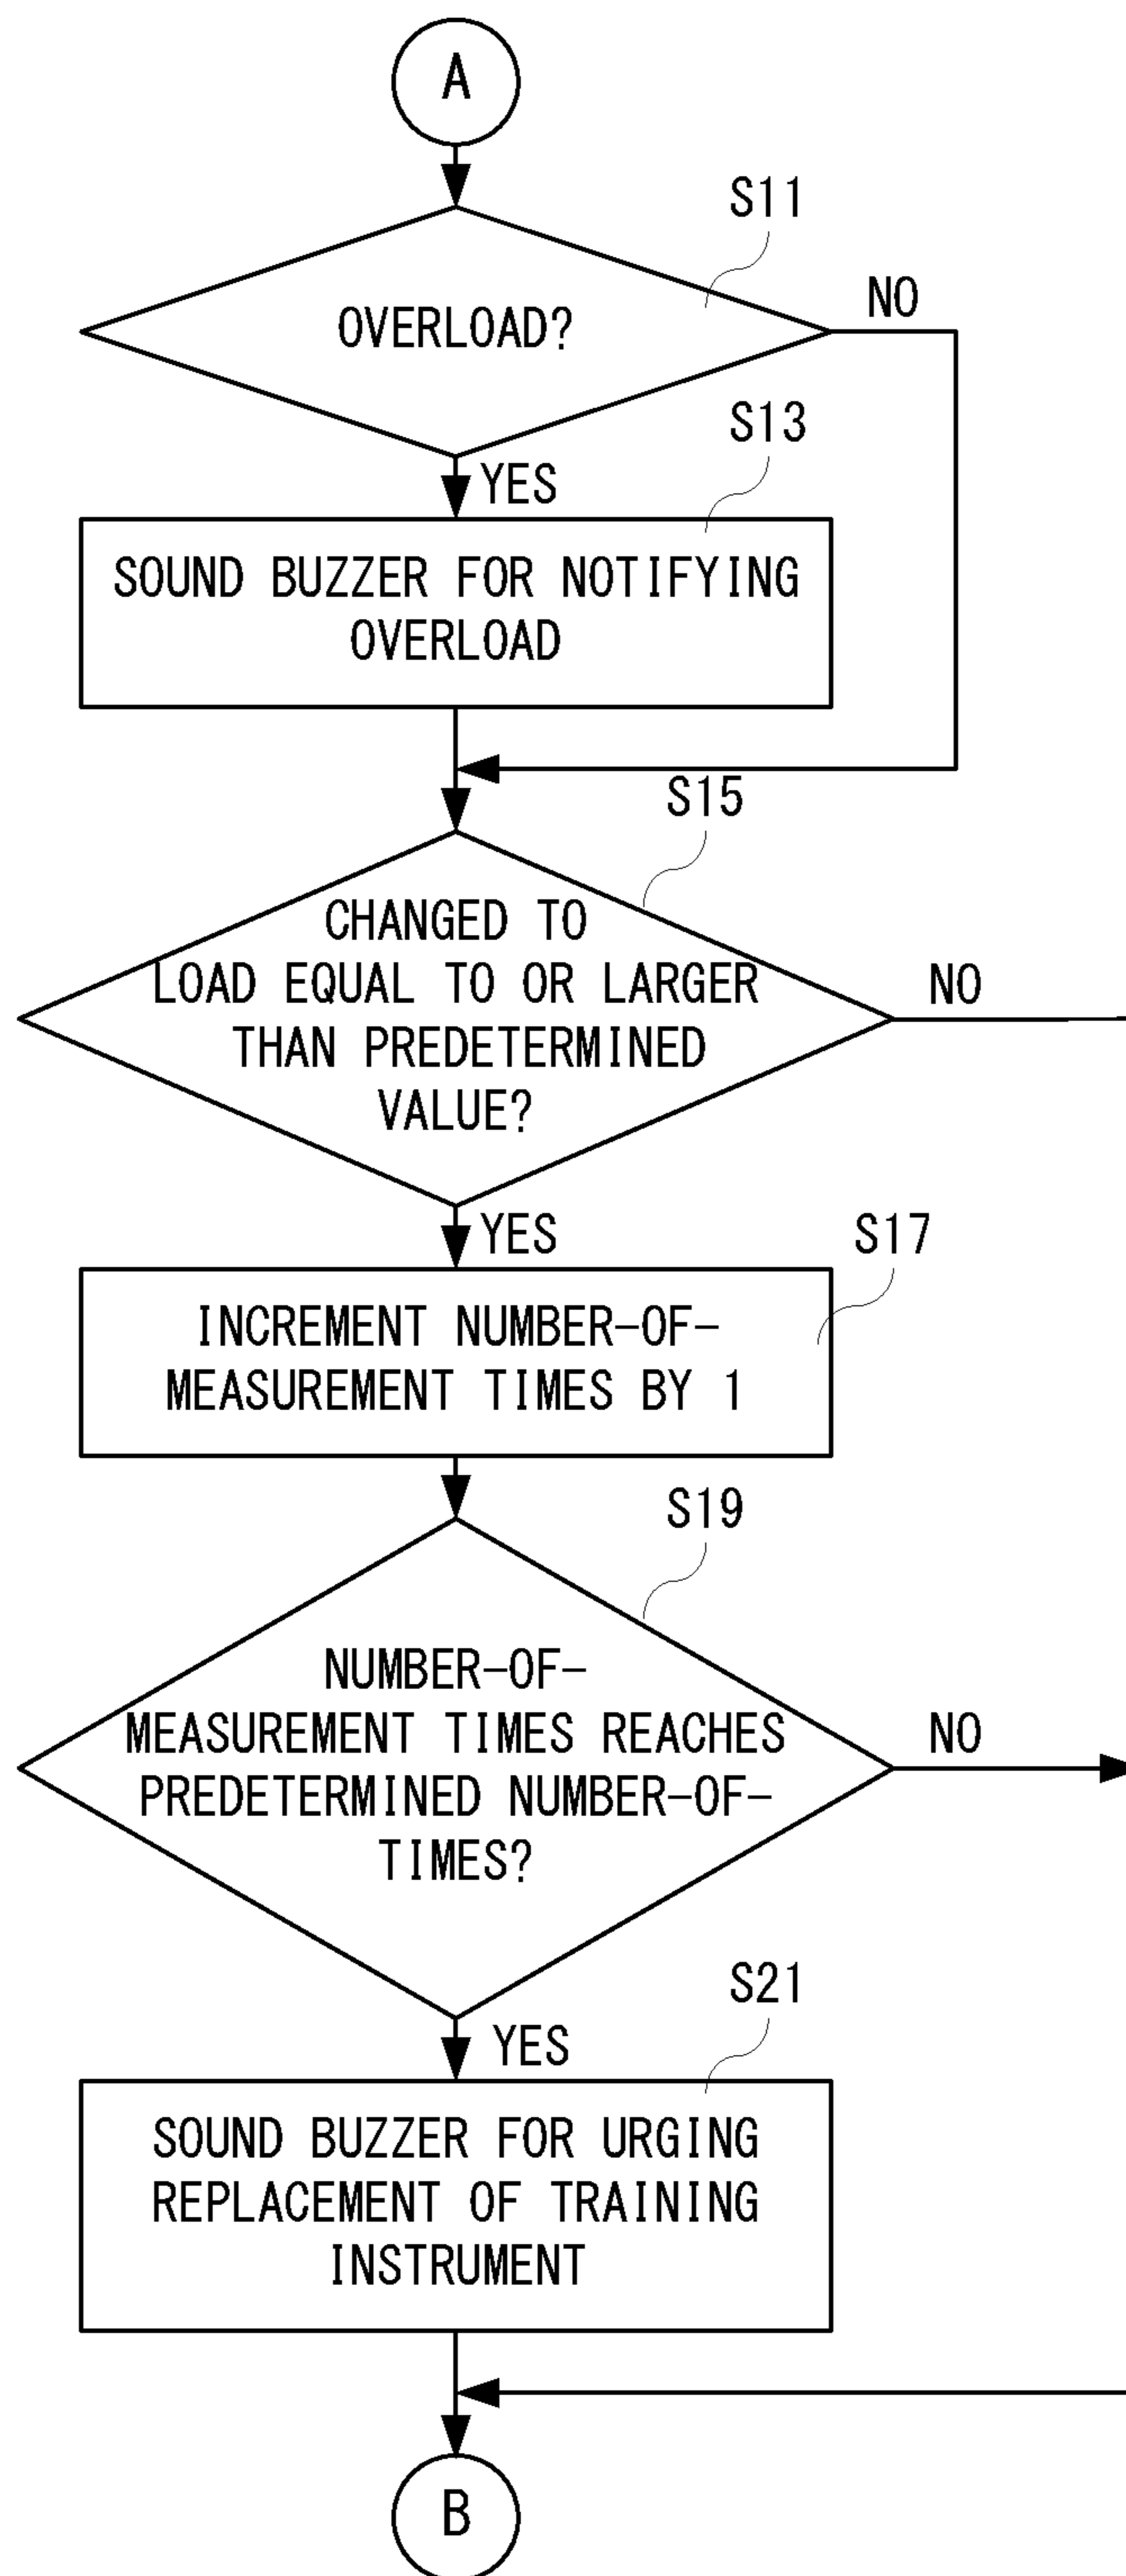 A
S11
OVERLOAD?
NO
S13
YES
SOUND BUZZER FOR NOTIFYING
OVERLOAD
S15
CHANGED TO
LOAD EQUAL TO OR LARGER
THAN PREDETERMINED
VALUE?
NO
YES
S17
INCREMENT NUMBER-OF-
MEASUREMENT TIMES BY 1
S19
NUMBER-OF-
MEASUREMENT TIMES REACHES
PREDETERMINED NUMBER-OF-
TIMES?
NO
S21
YES
SOUND BUZZER FOR URGING
REPLACEMENT OF TRAINING
INSTRUMENT
B